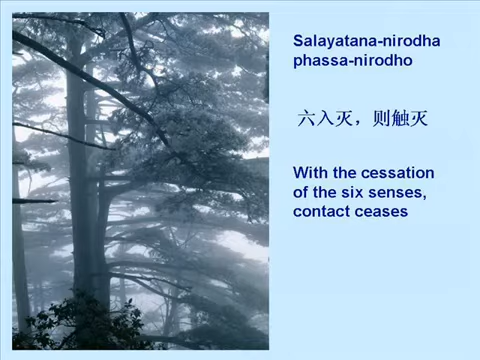 Salayatana-nirodha
phassa-nirodho
六入灭，则触灭
With the cessation
of the six senses,
contact ceases